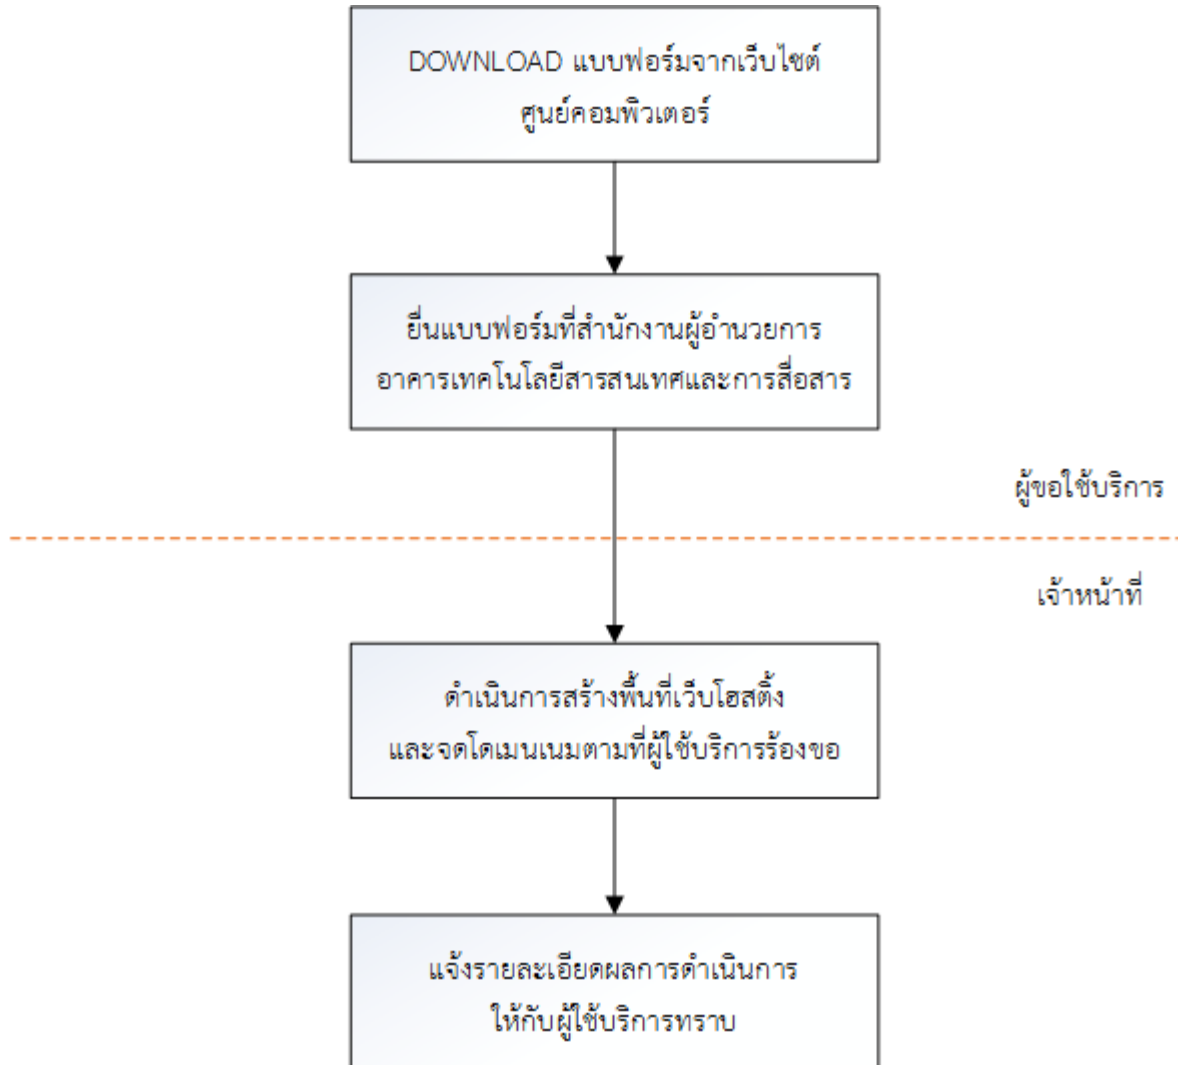 DOWNLOAD แบบฟอร์มจากเว็บไซต์
ศูนย์คอมพิวเตอร์
ยื่นแบบฟอร์มที่สำนักงานผู้อำนวยการ
อาคารเทคโนโลยีสารสนเทศและการสื่อสาร
ผู้ขอใช้บริการ
เจ้าหน้าที่
ดำเนินการสร้างพื้นที่เว็บโฮสติ้ง
และจดโดเมนเนมตามที่ผู้ใช้บริการร้องขอ
แจ้งรายละเอียดผลการดำเนินการ
ให้กับผู้ใช้บริการทราบ